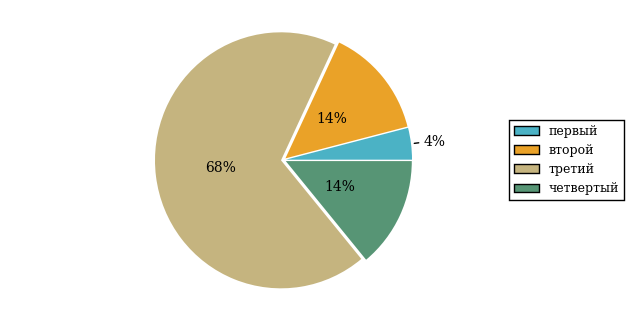 14%
4%
68%
14%
первый
второй
третий
четвертый